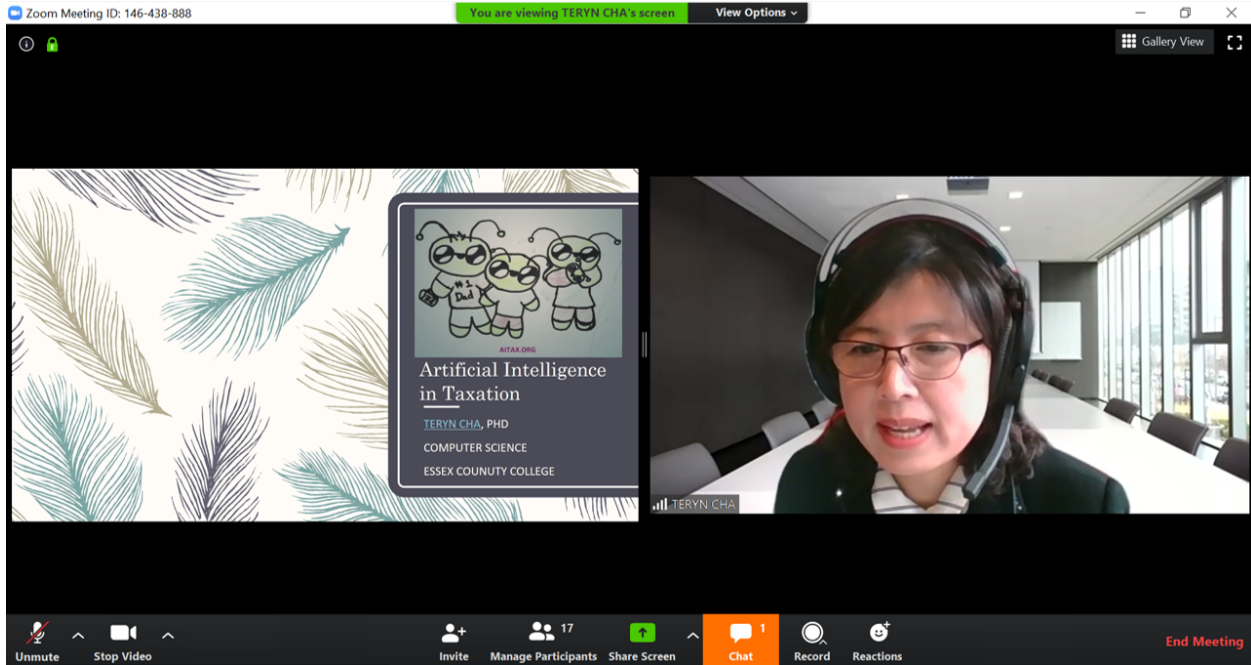 Zoom Meeting ID: 146-438-888
You are viewing TERYN CHA's screen
View Options
Gallery View
#1
Dad
AITAX.ORG
Artificial Intelligence
in Taxation
TERYN CHA, PHD
COMPUTER SCIENCE
ESSEX COUNUTY COLLEGE
TERYN CHA
Unmute
Stop Video
Invite
17
Manage Participants
Share Screen
1
Chat
Record
Reactions
End Meeting